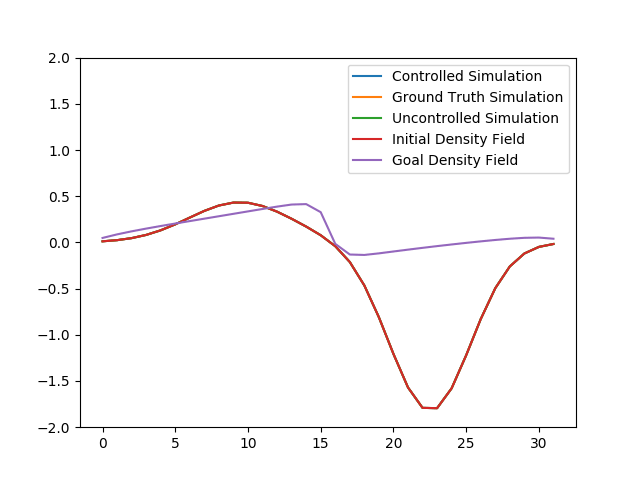 Controlled Simulation
Ground Truth Simulation
Uncontrolled Simulation
Initial Density Field
Goal Density Field
2.0
1.5
1.0
0.5
0.0
−0.5
−1.0
−1.5
−2.0
0 5 10 15 20 25 30